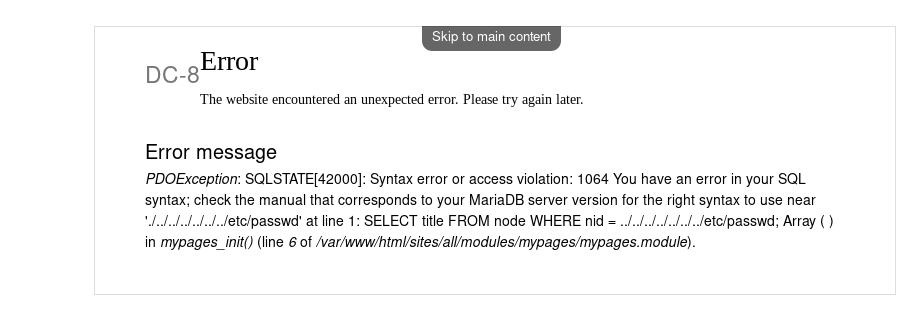 Skip to main content
DC-8
Error
The website encountered an unexpected error. Please try again later.
Error message
PDOException: SQLSTATE[42000]: Syntax error or access violation: 1064 You have an error in your SQL
syntax; check the manual that corresponds to your MariaDB server version for the right syntax to use near
'./../../../../../../../etc/passwd' at line 1: SELECT title FROM node WHERE nid = ../../../../../../../etc/passwd; Array ( )
in mypages_init() (line 6 of /var/www/html/sites/all/modules/mypages/mypages.module).